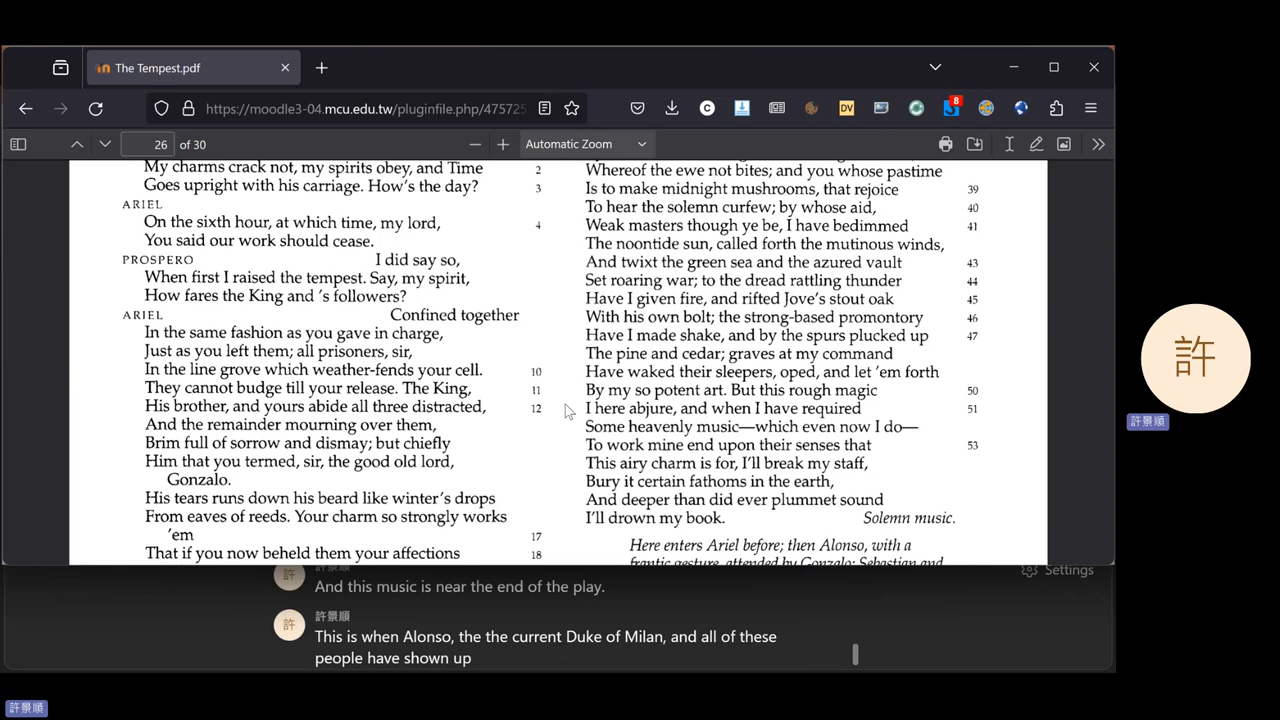 The Tempest.pdf
https://moodle3-04.mcu.edu.tw/pluginfile.php/475725
8
26 of 30
Automatic Zoom
My charms crack not, my spirits obey, and Time 2
Goes upright with his carriage. How's the day? 3
ARIEL
On the sixth hour, at which time, my lord, 4
You said our work should cease.
PROSPERO I did say so,
When first I raised the tempest. Say, my spirit,
How fares the King and 's followers?
ARIEL Confined together
In the same fashion as you gave in charge,
Just as you left them; all prisoners, sir,
In the line grove which weather-fends your cell. 10
They cannot budge till your release. The King, 11
His brother, and yours abide all three distracted, 12
And the remainder mourning over them,
Brim full of sorrow and dismay; but chiefly
Him that you termed, sir, the good old lord,
Gonzalo.
His tears runs down his beard like winter's drops
From eaves of reeds. Your charm so strongly works
'em 17
That if you now beheld them your affections 18
Whereof the ewe not bites; and you whose pastime
Is to make midnight mushrooms, that rejoice 39
To hear the solemn curfew; by whose aid, 40
Weak masters though ye be, I have bedimmed 41
The noontide sun, called forth the mutinous winds,
And twixt the green sea and the azured vault 43
Set roaring war; to the dread rattling thunder 44
Have I given fire, and rifted Jove's stout oak 45
With his own bolt; the strong-based promontory 46
Have I made shake, and by the spurs plucked up 47
The pine and cedar; graves at my command
Have waked their sleepers, oped, and let 'em forth
By my so potent art. But this rough magic 50
I here abjure, and when I have required 51
Some heavenly music—which even now I do—
To work mine end upon their senses that 53
This airy charm is for, I'll break my staff,
Bury it certain fathoms in the earth,
And deeper than did ever plummet sound
I'll drown my book. Solemn music.
Here enters Ariel before; then Alonso, with a
frantic gesture, attended by Gonzalo; Sebastian and
許
許景順
Settings
許景順
許 And this music is near the end of the play.
許景順
許 This is when Alonso, the the current Duke of Milan, and all of these
people have shown up
許景順